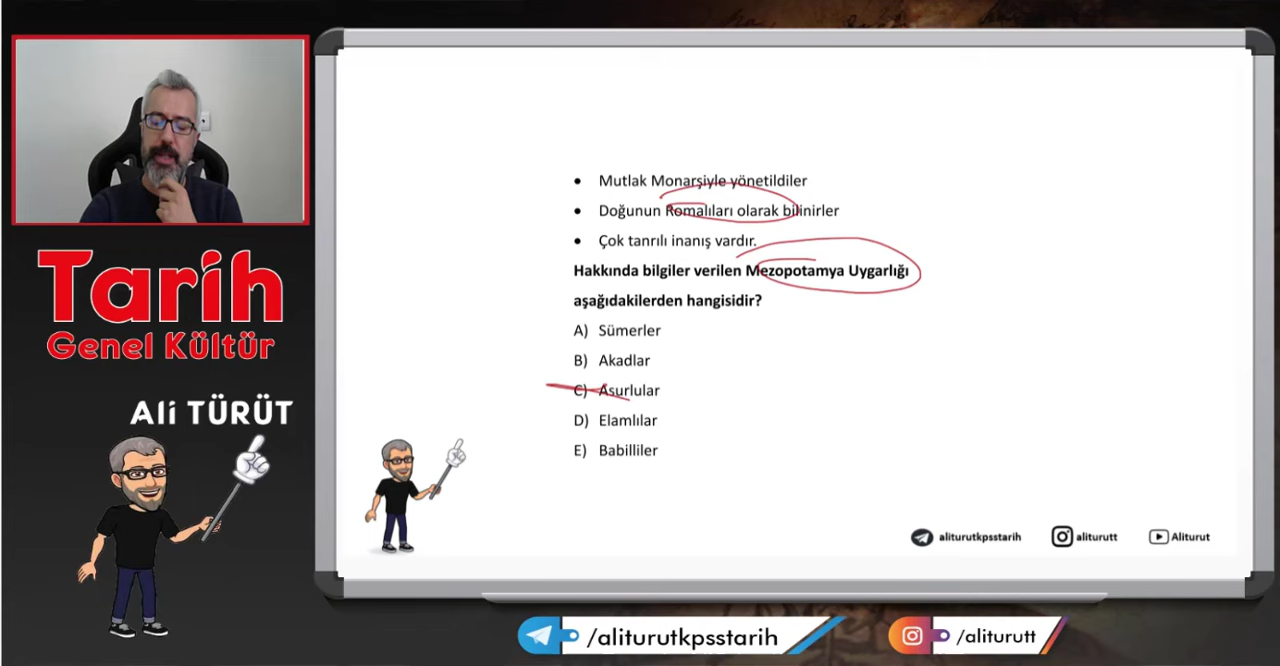 Tarih
Genel Kültür
Ali TÜRÜT
• Mutlak Monarşiyle yönetildiler
• Doğunun Romalıları olarak bilinirler
• Çok tanrılı inanış vardır.
Hakkında bilgiler verilen Mezopotamya Uygarlığı
aşağıdakilerden hangisidir?
A) Sümerler
B) Akadlar
C) Asurlular
D) Elamlılar
E) Babilliler
aliturutkpsstarih
aliturutt
Aliturut
/aliturutkpsstarih
/aliturutt